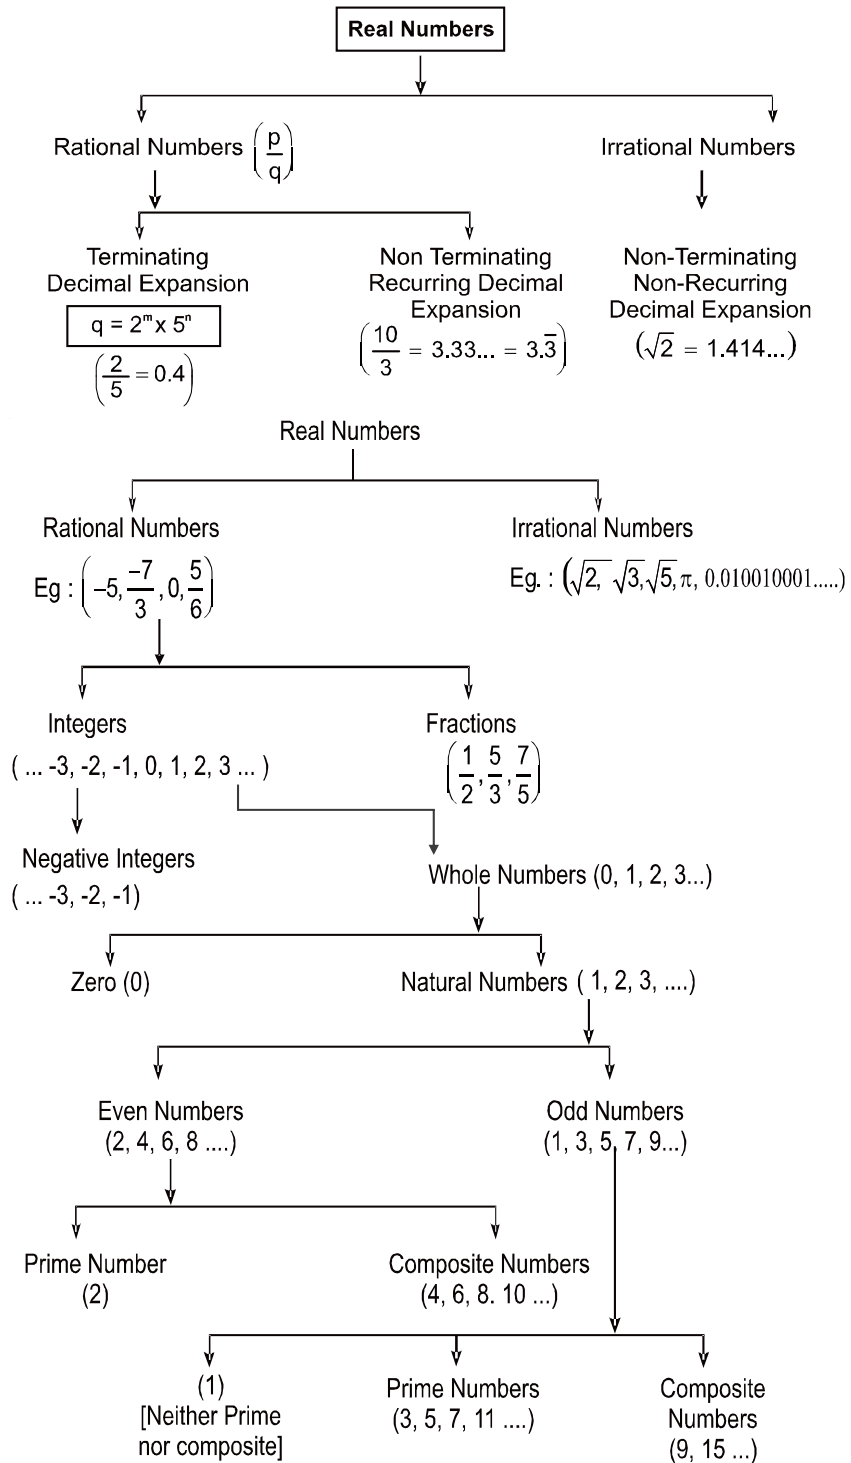 Real Numbers
Rational Numbers (p/q)
Irrational Numbers
Terminating
Decimal Expansion
q = 2^m x 5^n
(2/5 = 0.4)
Non Terminating
Recurring Decimal
Expansion
(10/3 = 3.33... = 3.3̅)
Non-Terminating
Non-Recurring
Decimal Expansion
(√2 = 1.414...)
Real Numbers
Rational Numbers
Eg : (−5, −7/3, 0, 5/6)
Irrational Numbers
Eg. : (√2, √3, √5, π, 0.010010001.....)
Integers
( ... -3, -2, -1, 0, 1, 2, 3 ... )
Fractions
(1/2, 5/3, 7/5)
Negative Integers
( ... -3, -2, -1)
Whole Numbers (0, 1, 2, 3...)
Zero (0)
Natural Numbers ( 1, 2, 3, ....)
Even Numbers
(2, 4, 6, 8 ....)
Odd Numbers
(1, 3, 5, 7, 9...)
Prime Number
(2)
Composite Numbers
(4, 6, 8. 10 ...)
(1)
[Neither Prime
nor composite]
Prime Numbers
(3, 5, 7, 11 ....)
Composite
Numbers
(9, 15 ...)